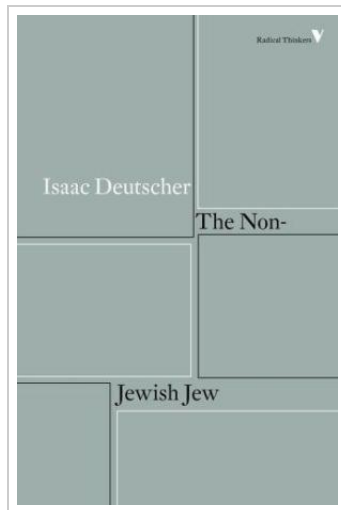 Radical Thinkers V
Isaac Deutscher
The Non-
Jewish Jew